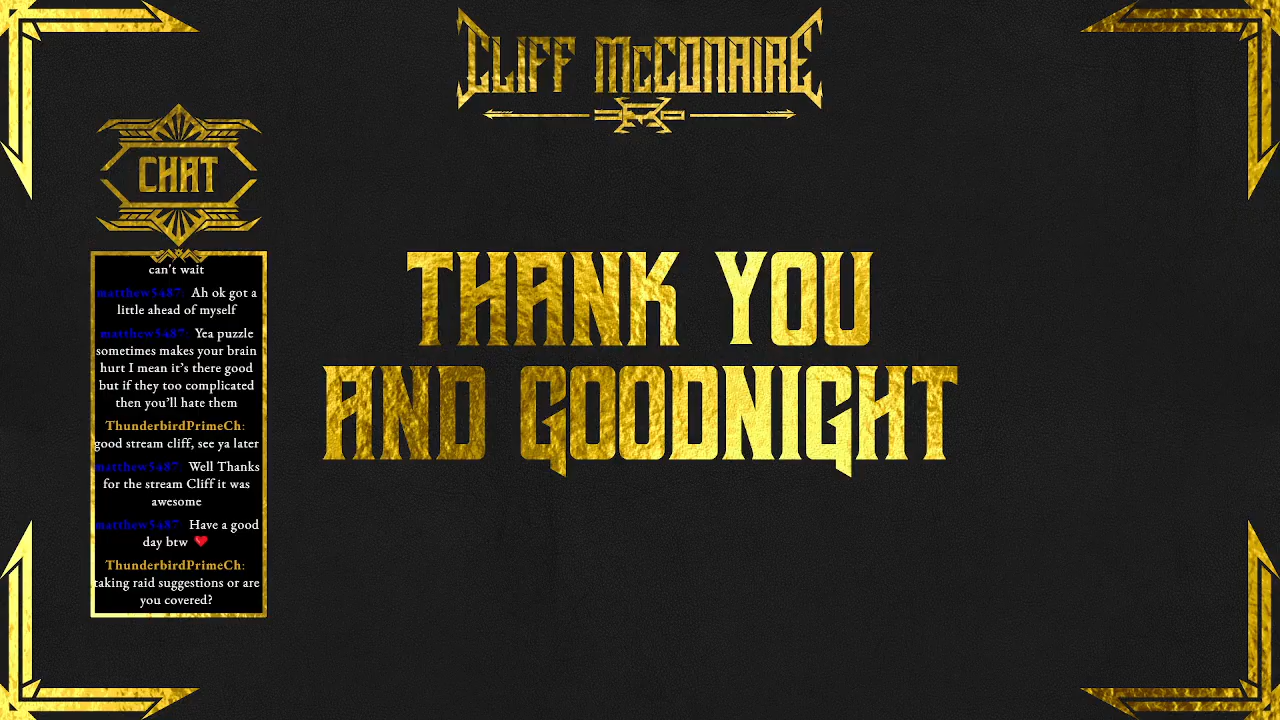 CLIFF McCONAIRE
CHAT
can't wait
matthew5487: Ah ok got a
little ahead of myself
matthew5487: Yea puzzle
sometimes makes your brain
hurt I mean it's there good
but if they too complicated
then you'll hate them
ThunderbirdPrimeCh:
good stream cliff, see ya later
matthew5487: Well Thanks
for the stream Cliff it was
awesome
matthew5487: Have a good
day btw ❤
ThunderbirdPrimeCh:
taking raid suggestions or are
you covered?
THANK YOU
AND GOODNIGHT